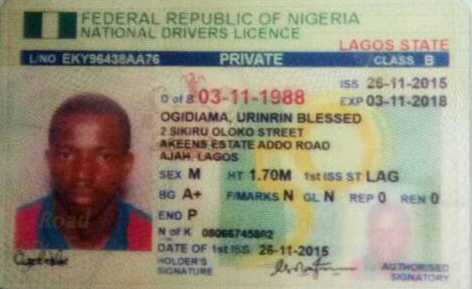 FEDERAL REPUBLIC OF NIGERIA
NATIONAL DRIVERS LICENCE
LAGOS STATE
L/NO EKY96438AA76 PRIVATE CLASS B
ISS 26-11-2015
D of B 03-11-1988 EXP 03-11-2018
OGIDIAMA, URINRIN BLESSED
2 SIKIRU OLOKO STREET
AKEENS ESTATE ADDO ROAD
AJAH, LAGOS
SEX M HT 1.70M 1st ISS ST LAG
BG A+ F/MARKS N GL N REP 0 REN 0
END P
N of K 08066745802
DATE OF 1st ISS 26-11-2015
HOLDER'S
SIGNATURE
AUTHORISED
SIGNATORY
Road